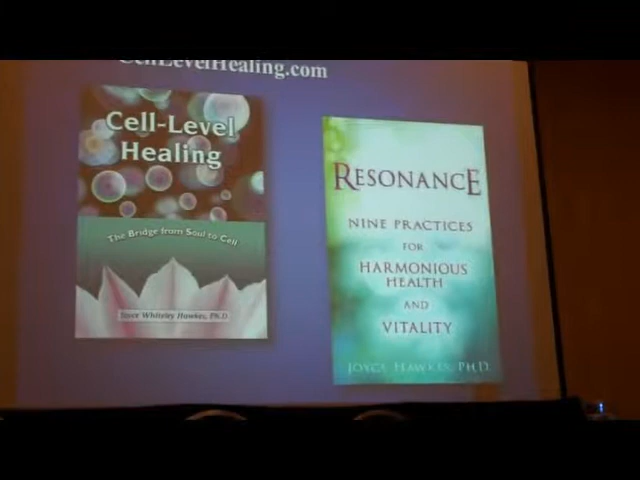 CellLevelHealing.com
Cell-Level
Healing
The Bridge from Soul to Cell
Joyce Whiteley Hawkes, Ph.D.
RESONANCE
NINE PRACTICES
FOR
HARMONIOUS
HEALTH
AND
VITALITY
JOYCE HAWKES, PH.D.